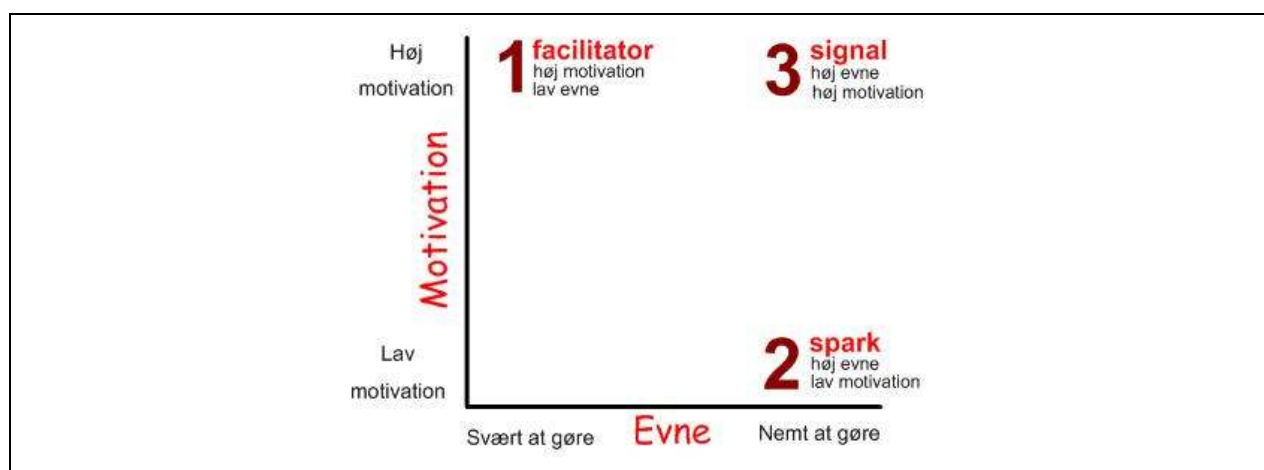 Høj
motivation
1 facilitator
høj motivation
lav evne
3 signal
høj evne
høj motivation
Motivation
Lav
motivation
2 spark
høj evne
lav motivation
Svært at gøre
Evne
Nemt at gøre